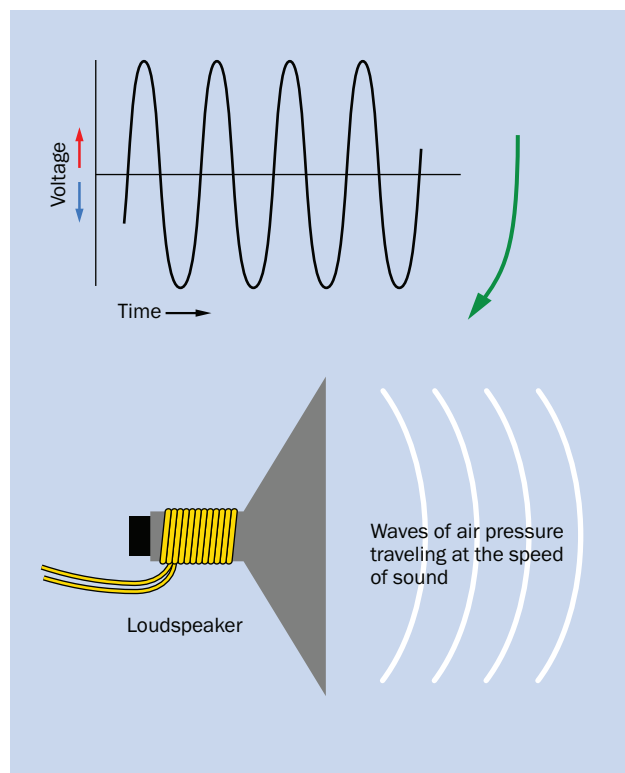 Voltage
Time
Waves of air pressure
traveling at the speed
of sound
Loudspeaker